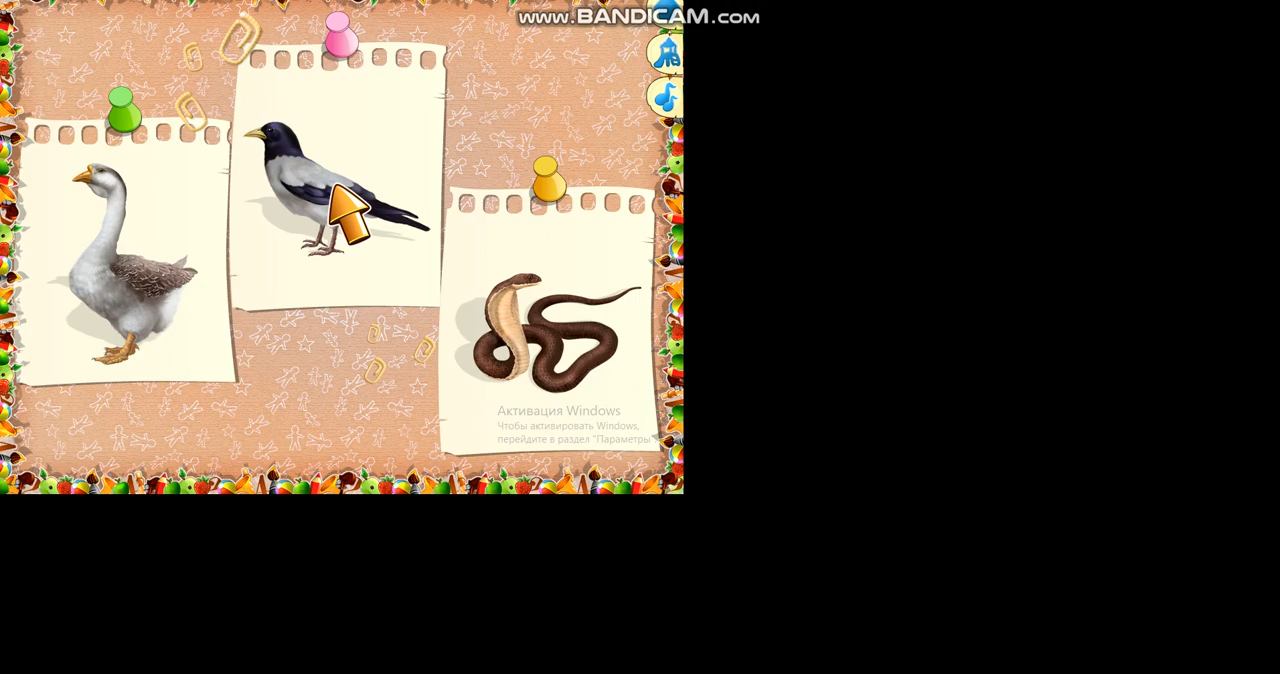 www.BANDICAM.com
Активация Windows
Чтобы активировать Windows,
перейдите в раздел "Параметры